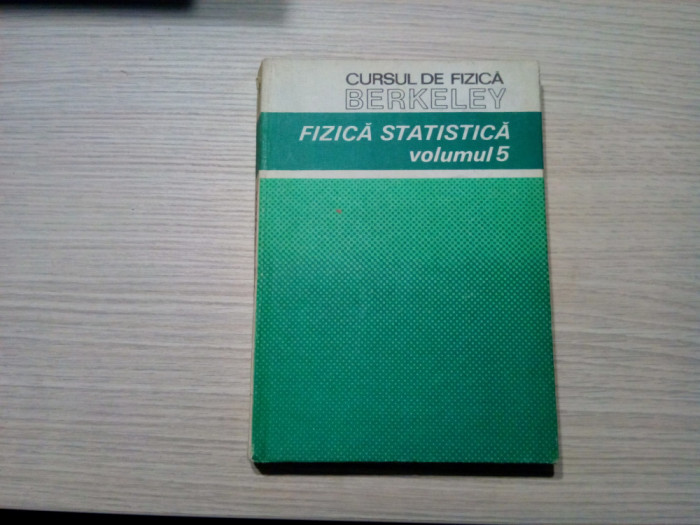 CURSUL DE FIZICĂ
BERKELEY
FIZICĂ STATISTICĂ
volumul 5